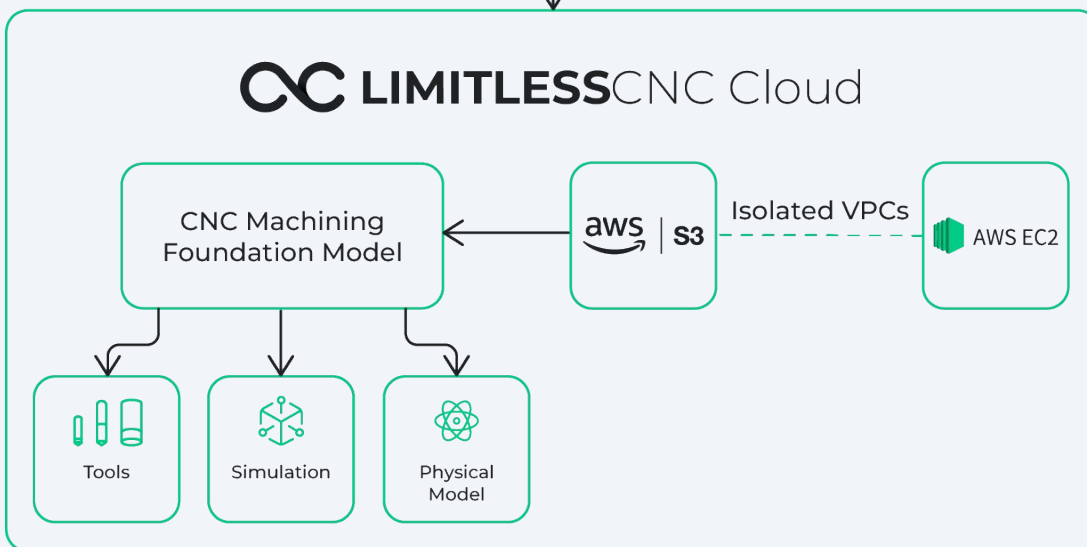 LIMITLESSCNC Cloud
CNC Machining
Foundation Model
aws | S3
Isolated VPCs
AWS EC2
Tools
Simulation
Physical
Model